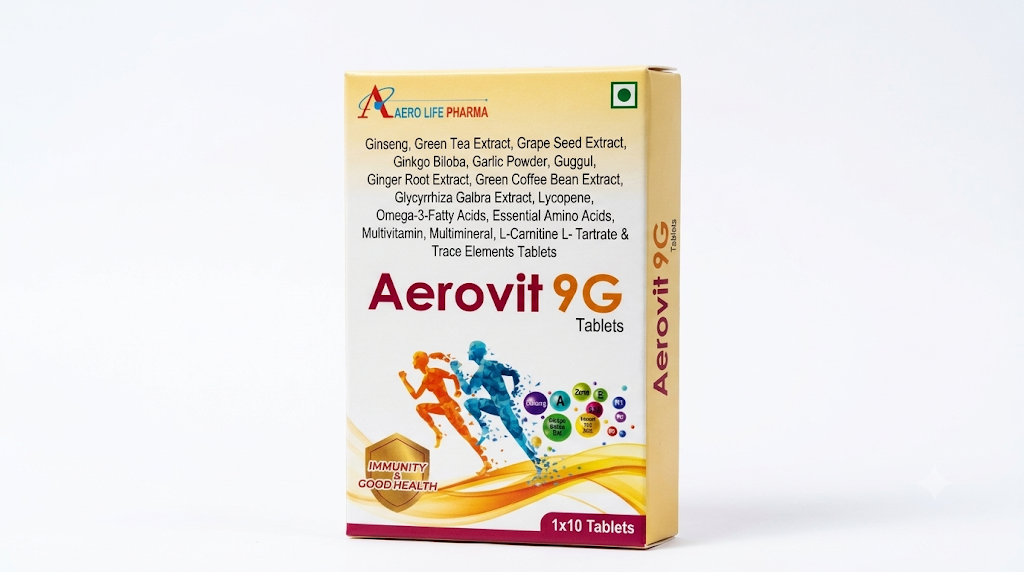 AERO LIFE PHARMA
Ginseng, Green Tea Extract, Grape Seed Extract,
Ginkgo Biloba, Garlic Powder, Guggul,
Ginger Root Extract, Green Coffee Bean Extract,
Glycyrrhiza Galbra Extract, Lycopene,
Omega-3-Fatty Acids, Essential Amino Acids,
Multivitamin, Multimineral, L-Carnitine L- Tartrate &
Trace Elements Tablets
Aerovit 9G
Tablets
A
E
IMMUNITY
&
GOOD HEALTH
1x10 Tablets
Aerovit 9G
Tablets